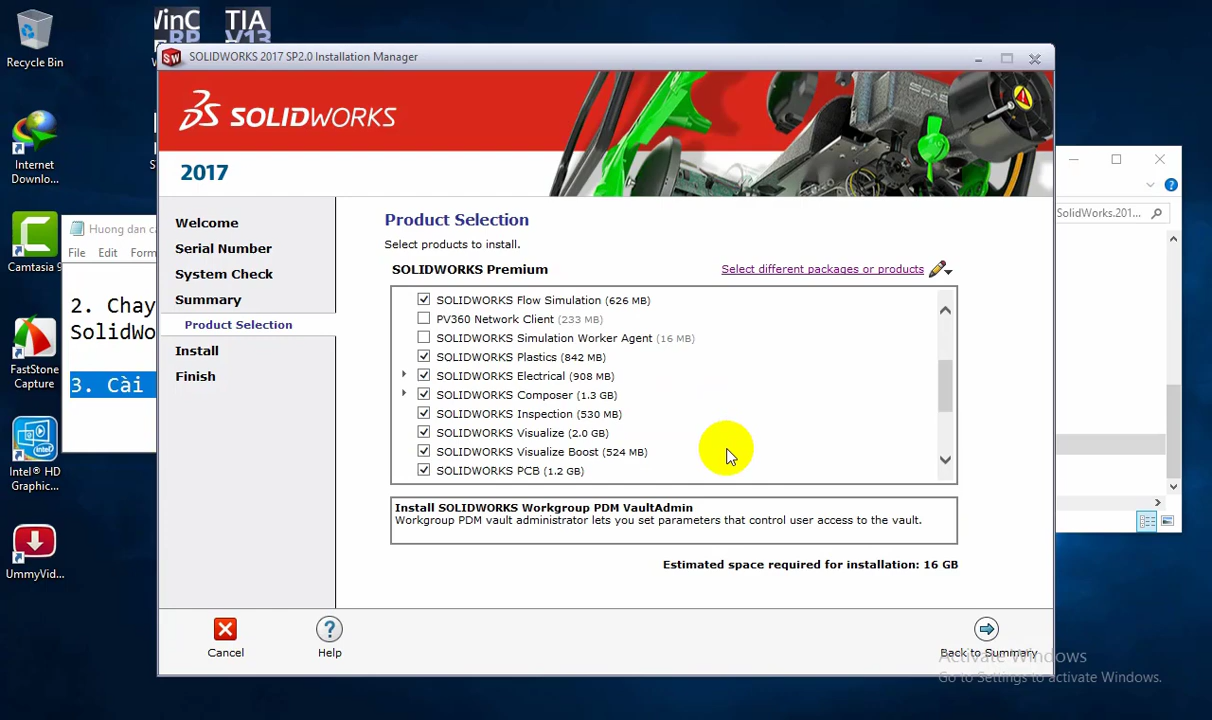 Recycle Bin
Internet
Downlo...
Camtasia 9
FastStone
Capture
Intel® HD
Graphic...
UmmyVid...
WinC
TIA
V13
SOLIDWORKS 2017 SP2.0 Installation Manager
SOLIDWORKS
2017
Huong dan
File Edit Form
2. Chay
SolidWo
3. Cài
Welcome
Serial Number
System Check
Summary
Product Selection
Install
Finish
Product Selection
Select products to install.
SOLIDWORKS Premium
Select different packages or products
SOLIDWORKS Flow Simulation (626 MB)
PV360 Network Client (233 MB)
SOLIDWORKS Simulation Worker Agent (16 MB)
SOLIDWORKS Plastics (842 MB)
SOLIDWORKS Electrical (908 MB)
SOLIDWORKS Composer (1.3 GB)
SOLIDWORKS Inspection (530 MB)
SOLIDWORKS Visualize (2.0 GB)
SOLIDWORKS Visualize Boost (524 MB)
SOLIDWORKS PCB (1.2 GB)
Install SOLIDWORKS Workgroup PDM VaultAdmin
Workgroup PDM vault administrator lets you set parameters that control user access to the vault.
Estimated space required for installation: 16 GB
Cancel
Help
Back to Summary
SolidWorks.201...
Activate Windows
Go to Settings to activate Windows.